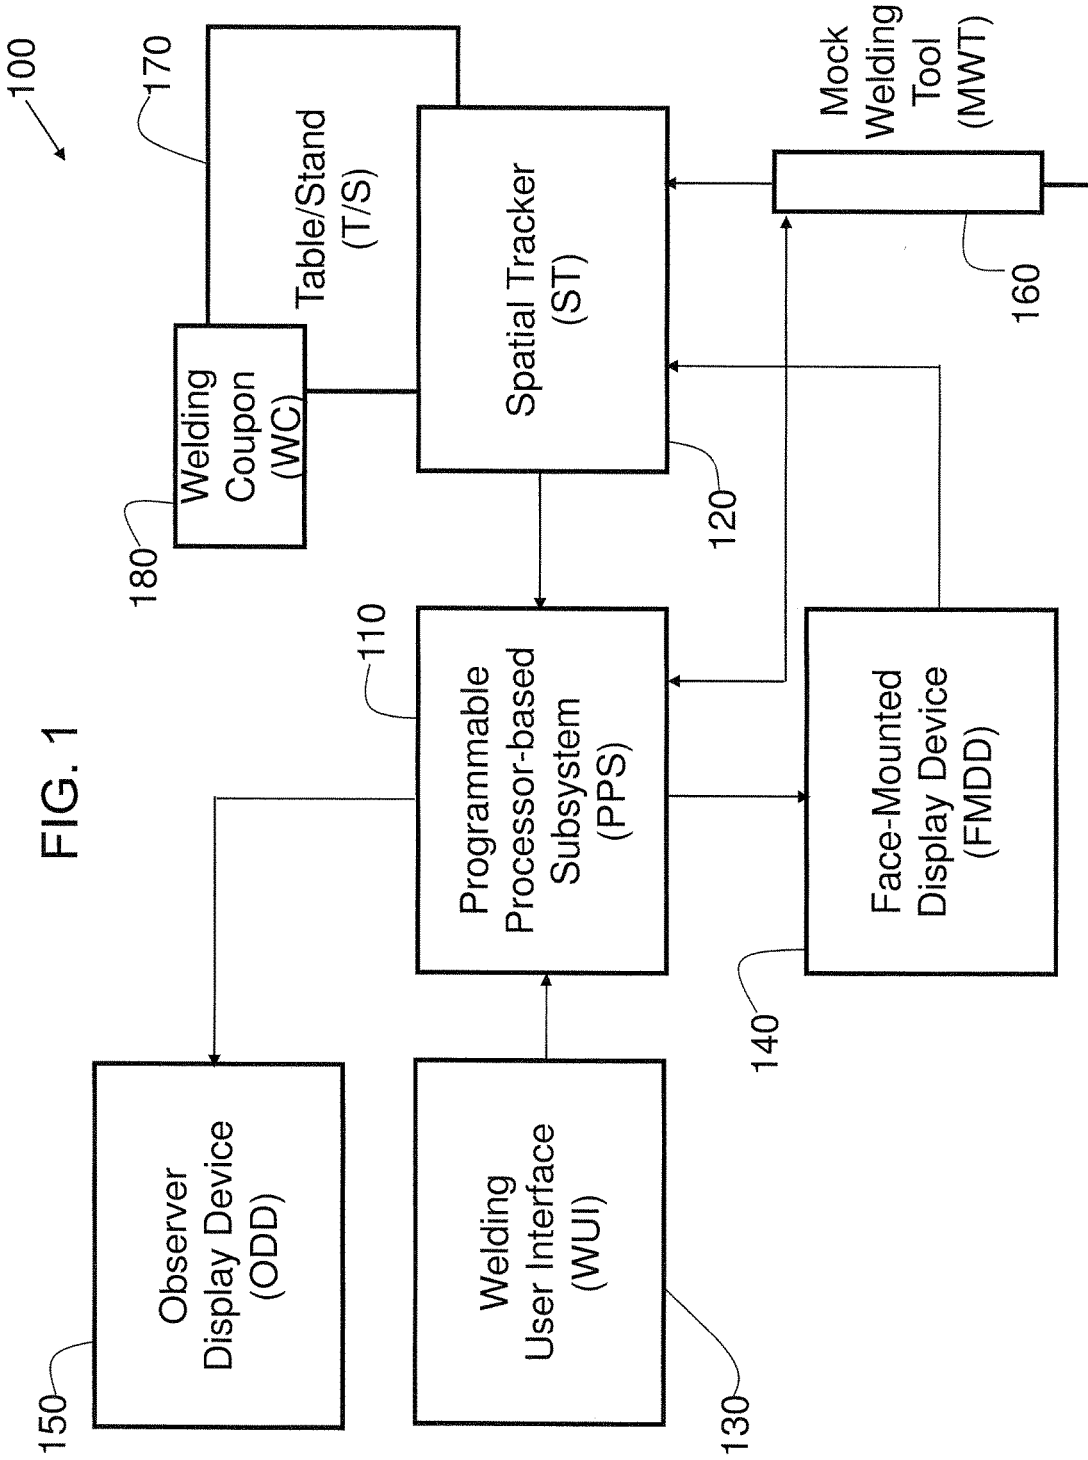 FIG. 1
100
150
Observer
Display Device
(ODD)
180
Welding
Coupon
(WC)
170
Table/Stand
(T/S)
130
Welding
User Interface
(WUI)
110
Programmable
Processor-based
Subsystem
(PPS)
120
Spatial Tracker
(ST)
140
Face-Mounted
Display Device
(FMDD)
160
Mock
Welding
Tool
(MWT)